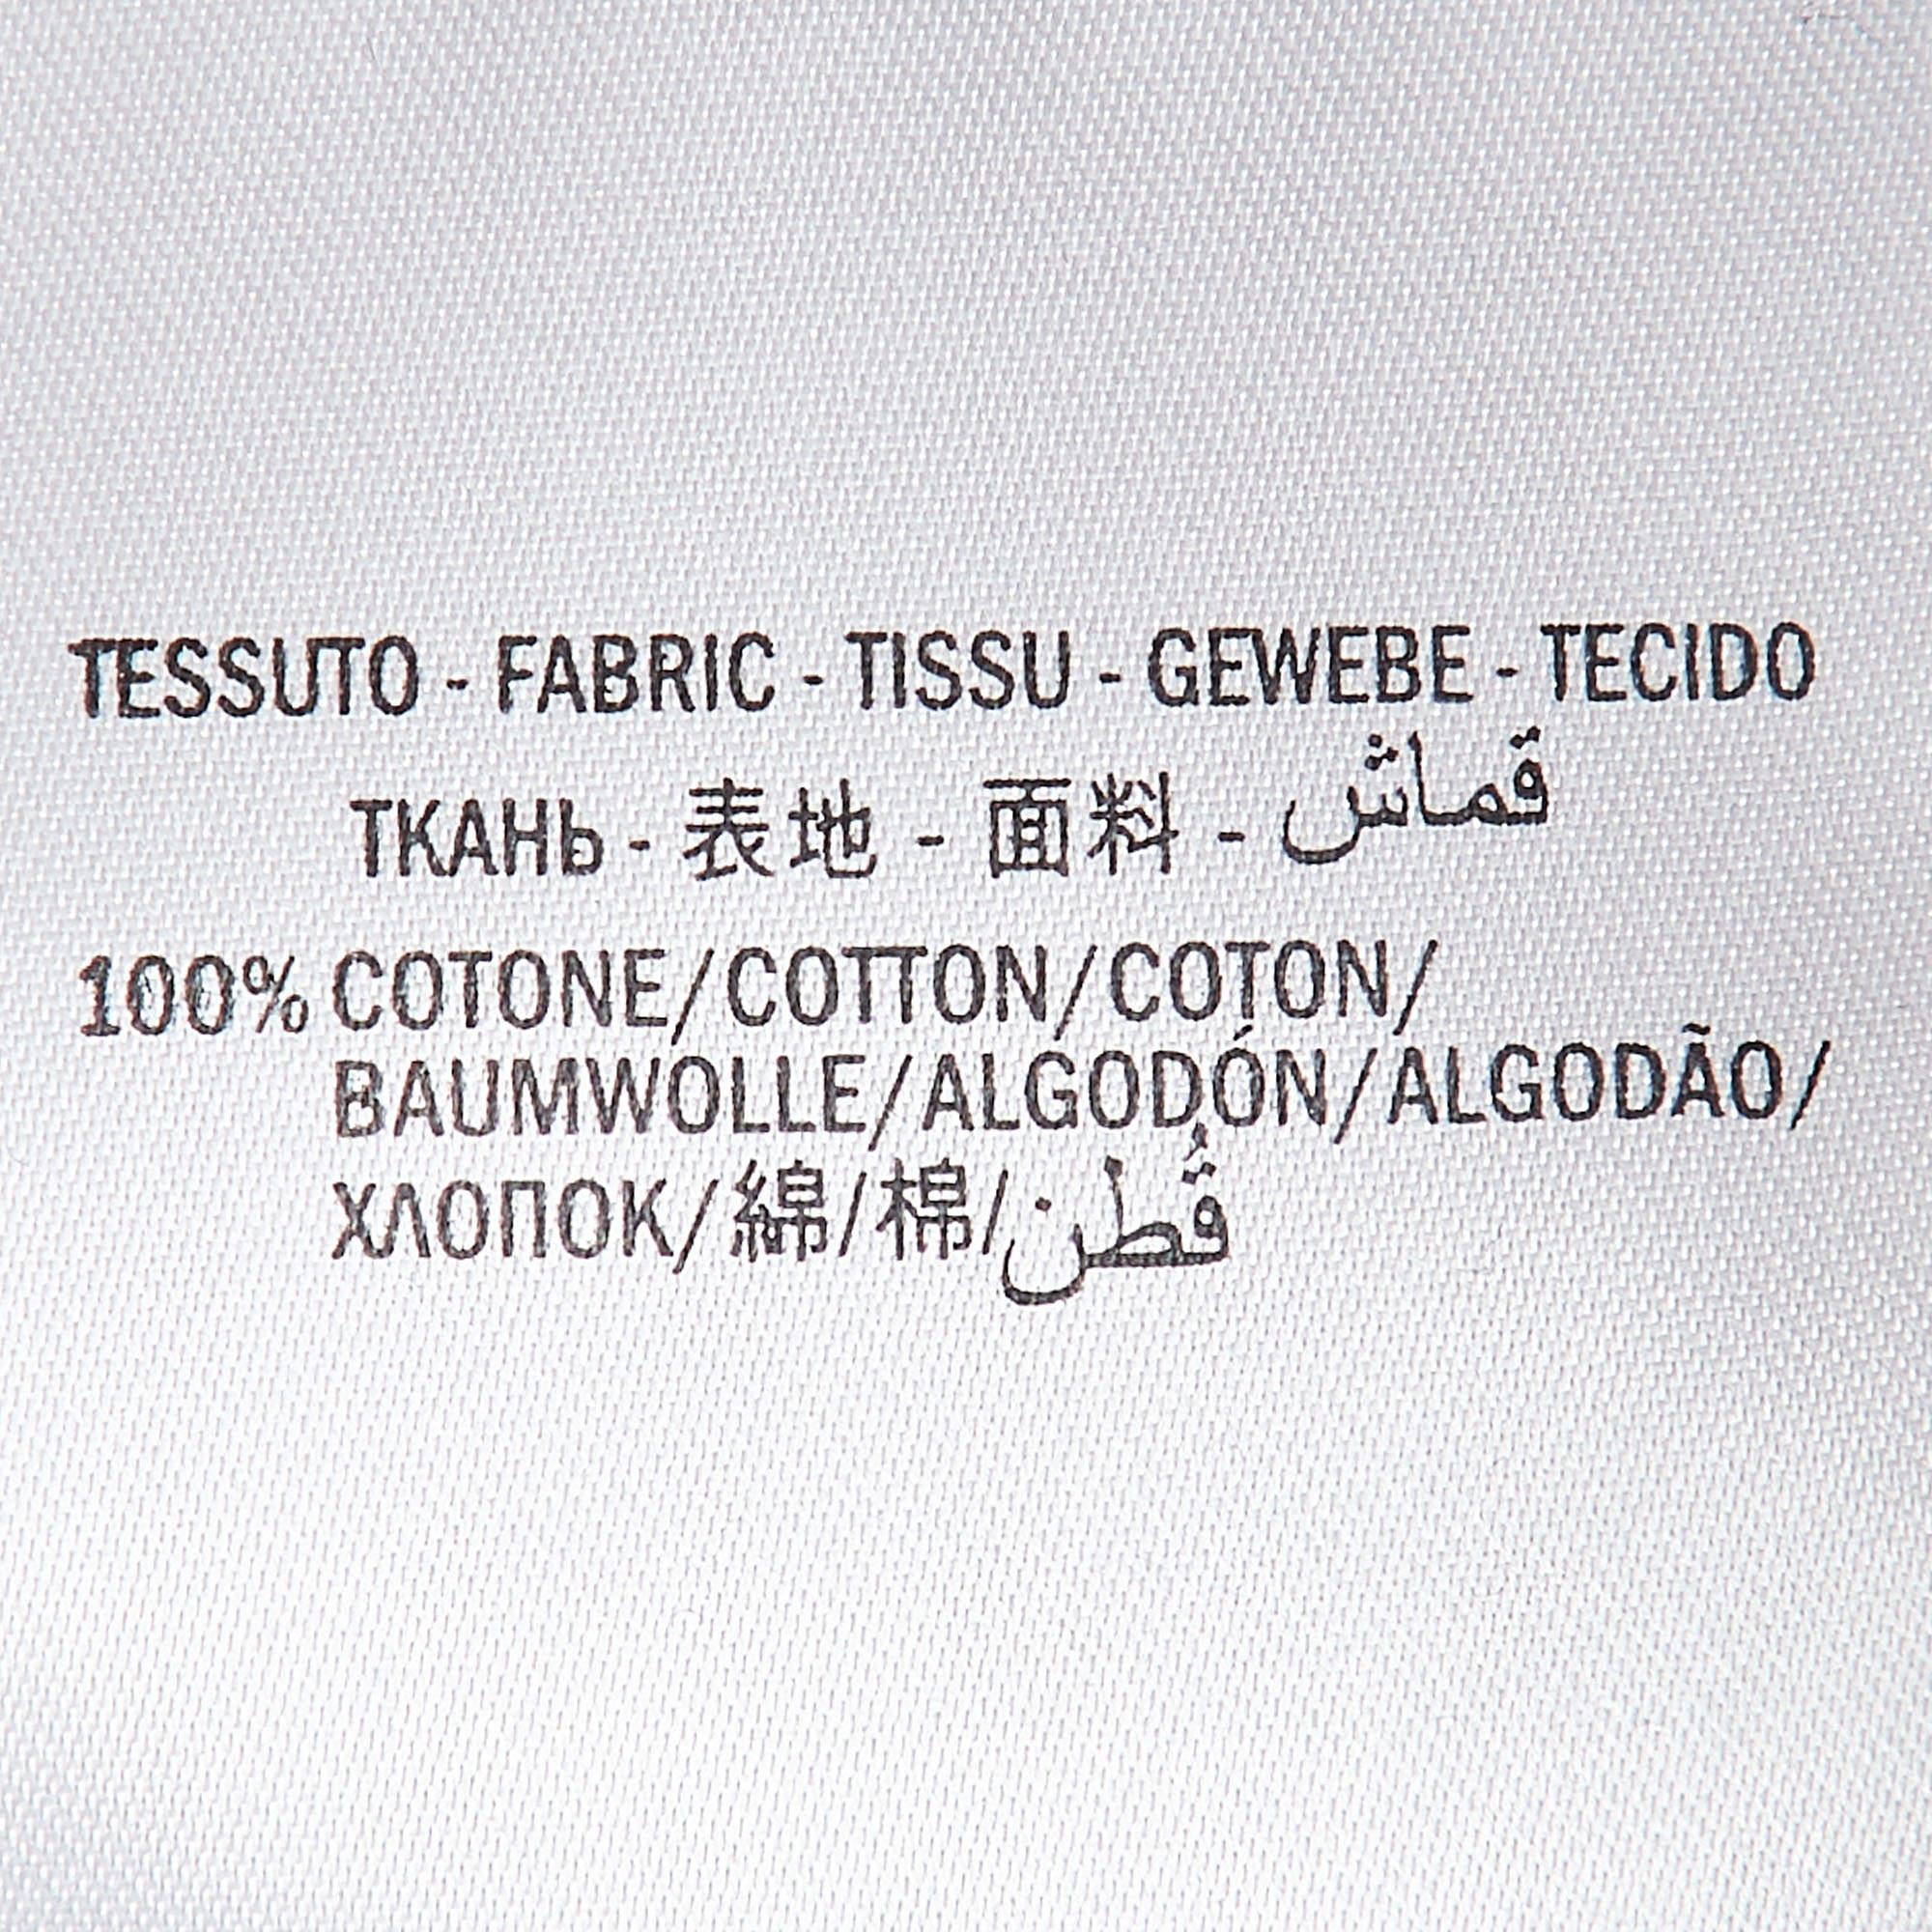 TESSUTO - FABRIC - TISSU - GEWEBE - TECIDO
ТКАНЬ - 表地 - 面料 - قماش
100% COTONE/COTTON/COTON/
BAUMWOLLE/ALGODÓN/ALGODÃO/
ХЛОПОК/綿/棉/قُطن